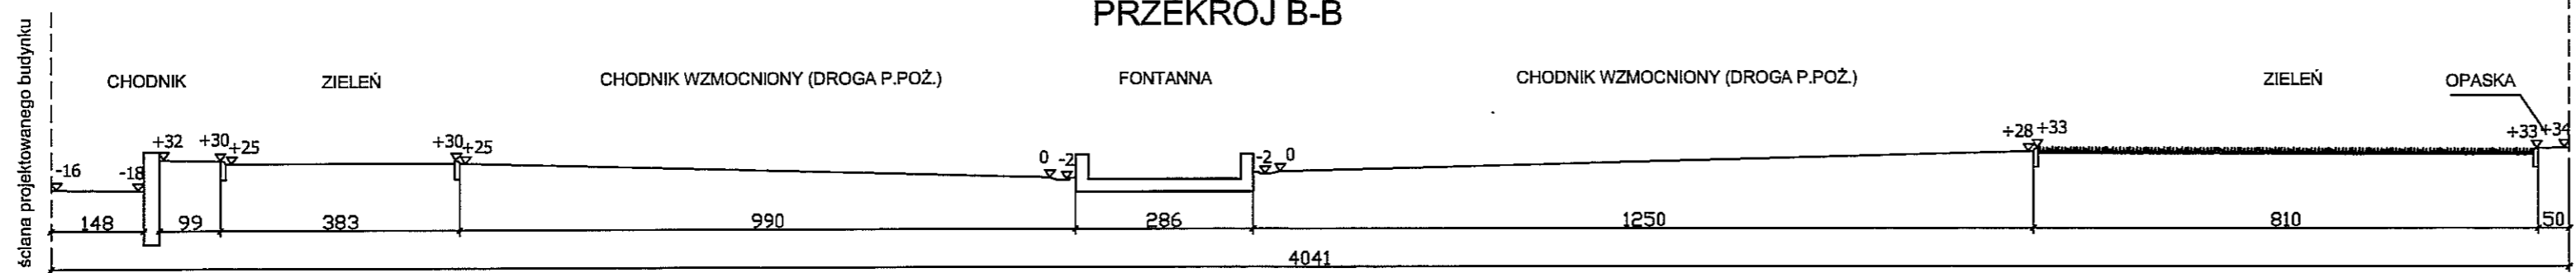 PRZEKRÓJ B-B
ściana projektowanego budynku
CHODNIK ZIELEŃ CHODNIK WZMOCNIONY (DROGA P.POŻ.) FONTANNA CHODNIK WZMOCNIONY (DROGA P.POŻ.) ZIELEŃ OPASKA
-16 -18 +32 +30 +25 +30 +25 0 -2 -2 0 +28 +33 +33 +34
148 99 383 990 286 1250 810 50
4041